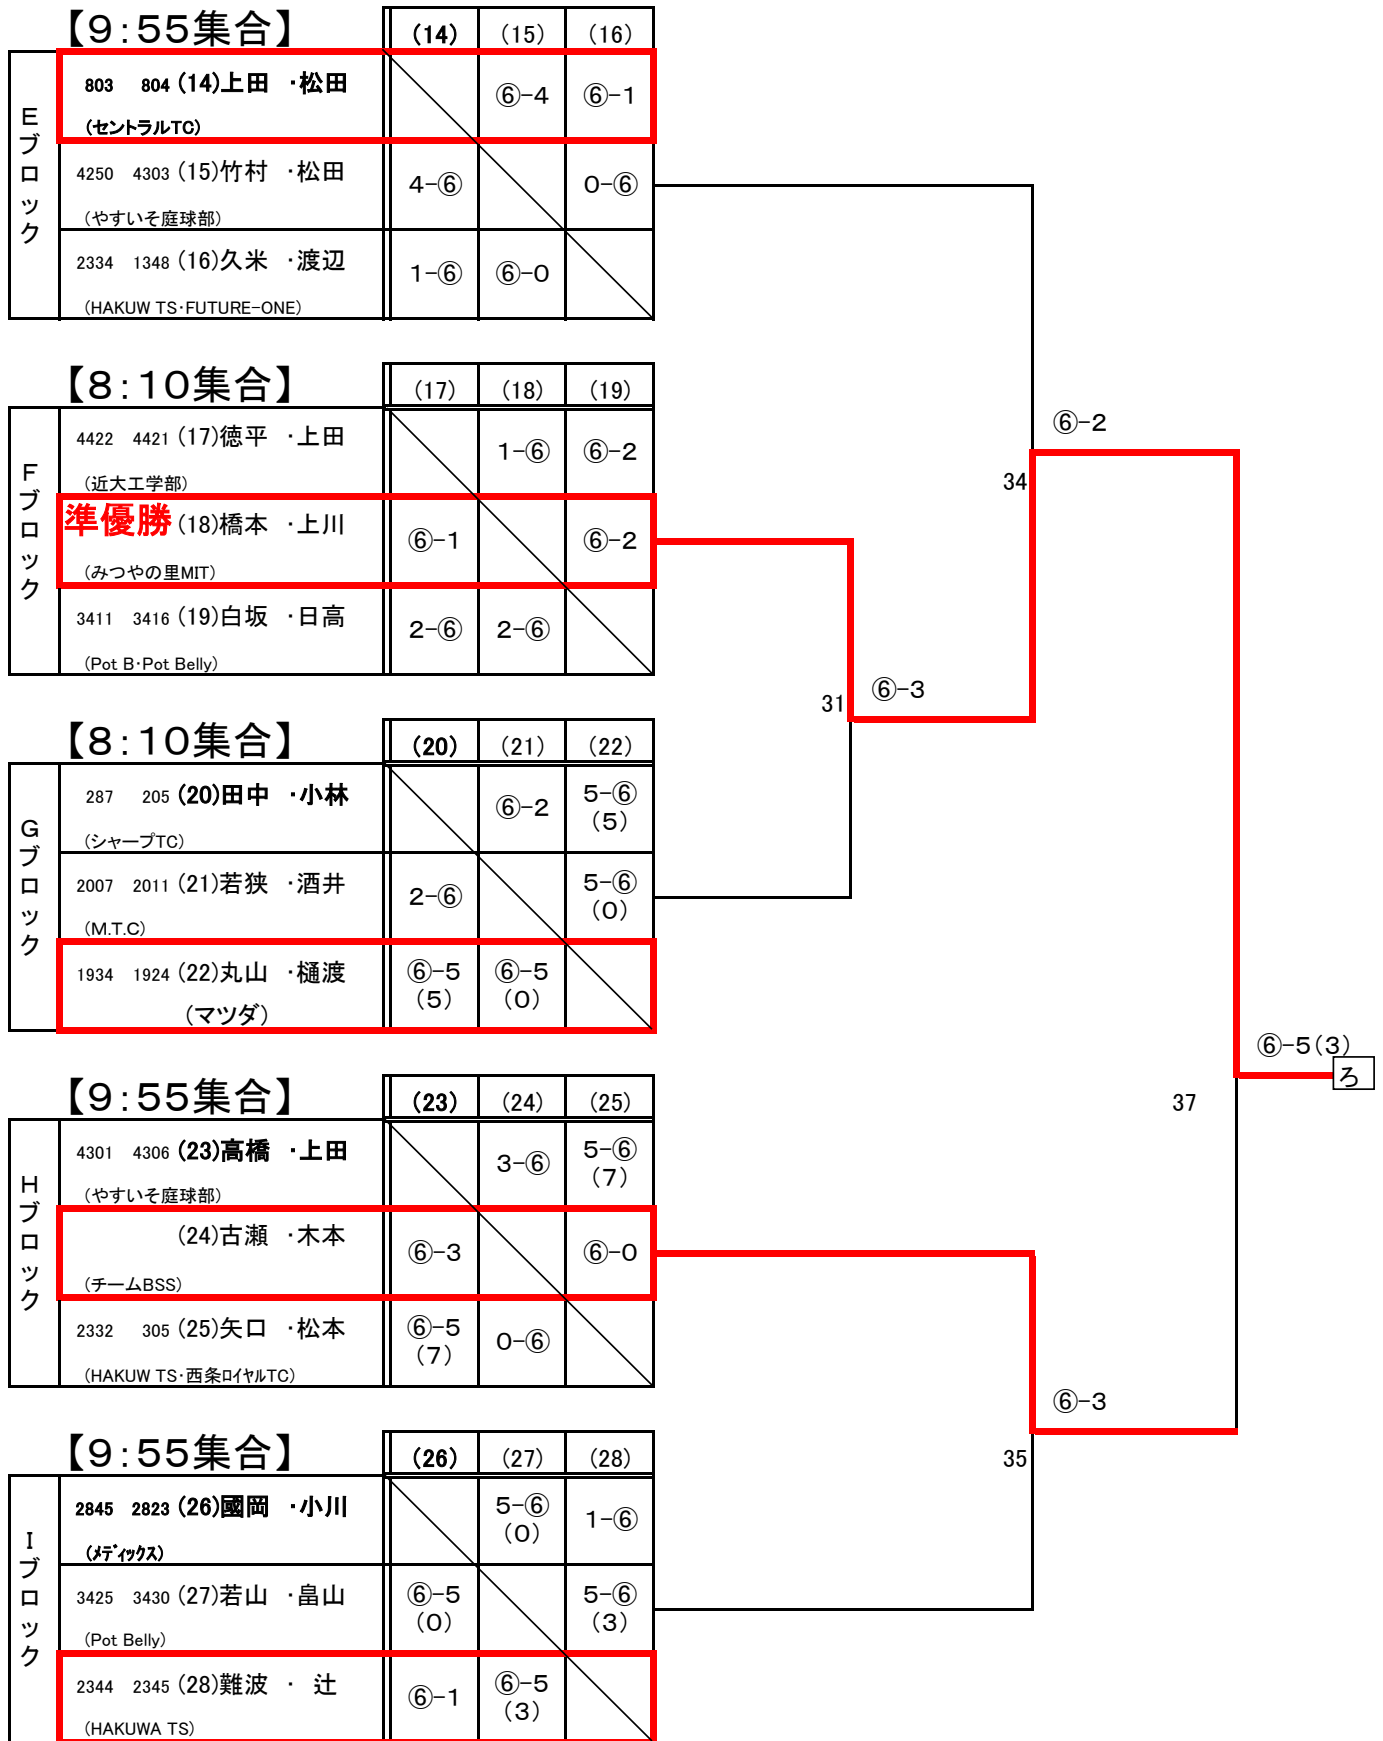 【９：５５集合】 (14) (15) (16)
Ｅブロック
803 804 (14)上田 ・松田 ⑥-4 ⑥-1
(セントラルTC)
4250 4303 (15)竹村 ・松田 4-⑥ 0-⑥
(やすいそ庭球部)
2334 1348 (16)久米 ・渡辺 1-⑥ ⑥-0
(HAKUW TS・FUTURE-ONE)
【８：１０集合】 (17) (18) (19)
Ｆブロック
4422 4421 (17)徳平 ・上田 1-⑥ ⑥-2
(近大工学部)
準優勝 (18)橋本 ・上川 ⑥-1 ⑥-2
(みつやの里MIT)
3411 3416 (19)白坂 ・日高 2-⑥ 2-⑥
(Pot B・Pot Belly)
⑥-2
34
31 ⑥-3
【８：１０集合】 (20) (21) (22)
Ｇブロック
287 205 (20)田中 ・小林 ⑥-2 5-⑥
(5)
(シャープTC)
2007 2011 (21)若狭 ・酒井 2-⑥ 5-⑥
(0)
(M.T.C)
1934 1924 (22)丸山 ・樋渡 ⑥-5 ⑥-5
(5) (0)
(マツダ)
⑥-5(3)
ろ
37
【９：５５集合】 (23) (24) (25)
Ｈブロック
4301 4306 (23)高橋 ・上田 3-⑥ 5-⑥
(7)
(やすいそ庭球部)
(24)古瀬 ・木本 ⑥-3 ⑥-0
(チームBSS)
2332 305 (25)矢口 ・松本 ⑥-5 0-⑥
(7)
(HAKUW TS・西条ﾛｲﾔﾙTC)
⑥-3
35
【９：５５集合】 (26) (27) (28)
Ｉブロック
2845 2823 (26)國岡 ・小川 5-⑥ 1-⑥
(0)
(ﾒﾃﾞｨックス)
3425 3430 (27)若山 ・畠山 ⑥-5 5-⑥
(0) (3)
(Pot Belly)
2344 2345 (28)難波 ・ 辻 ⑥-1 ⑥-5
(3)
(HAKUWA TS)